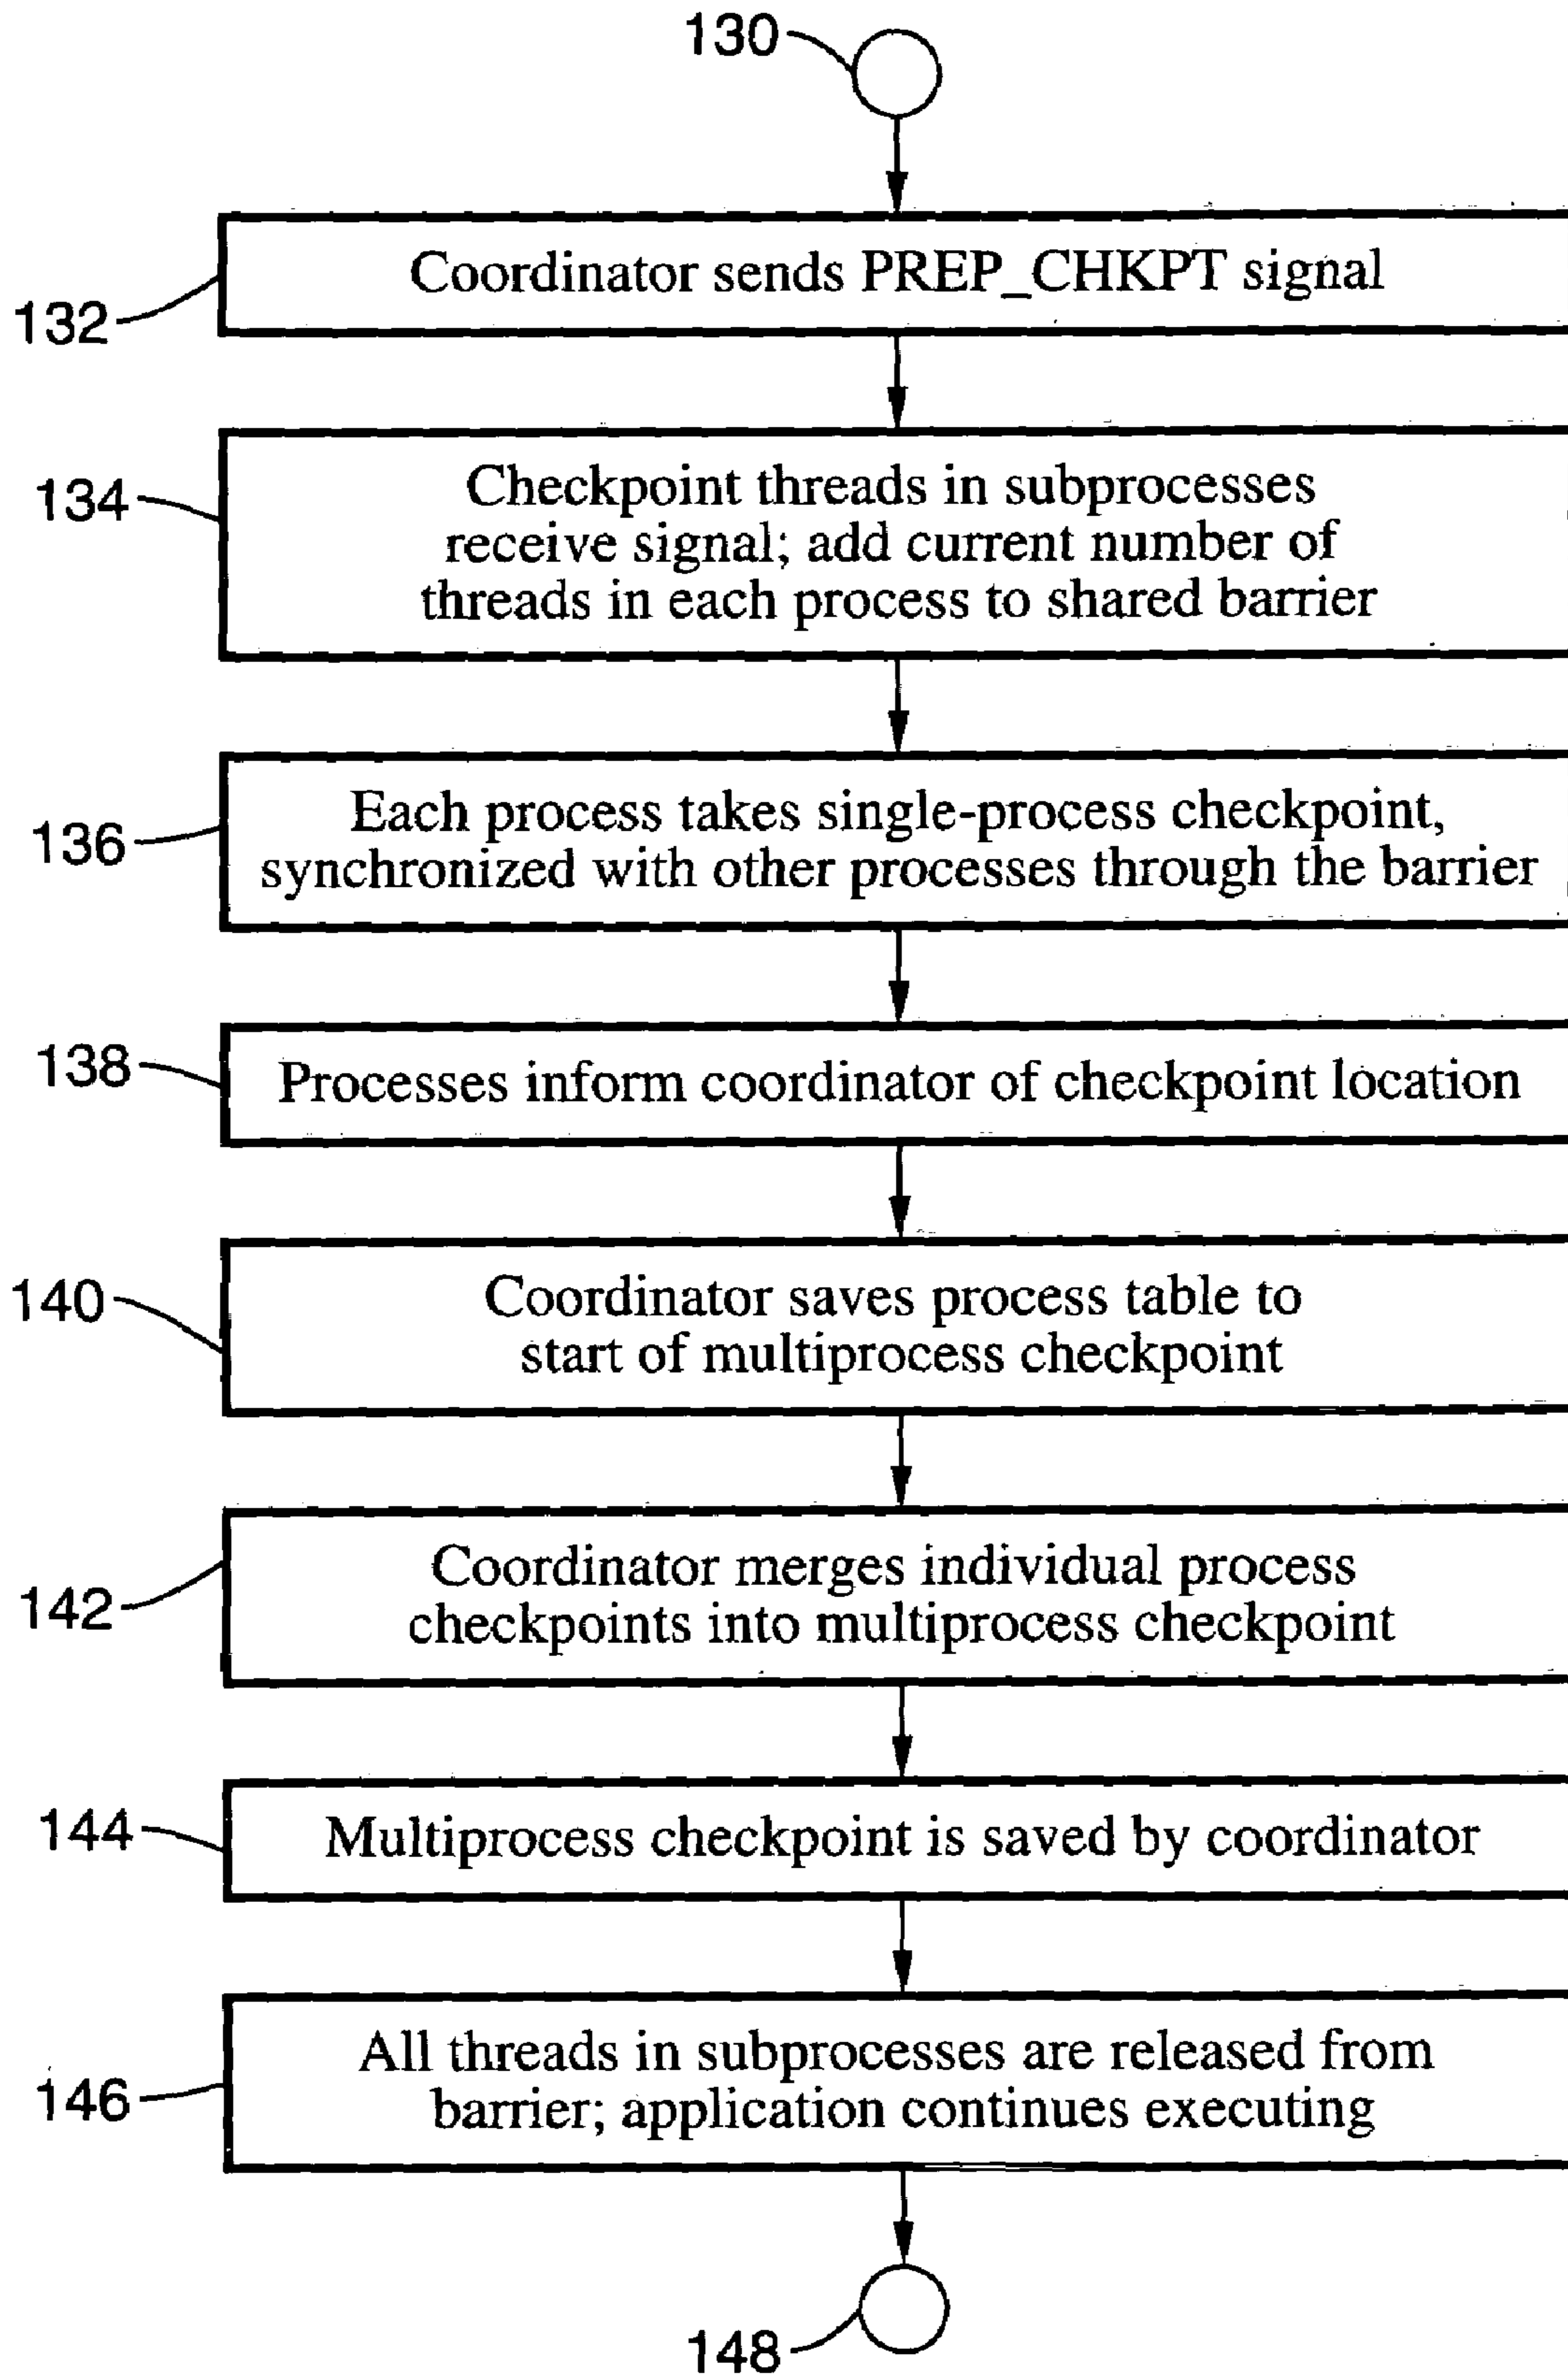 130
132
Coordinator sends PREP_CHKPT signal
134
Checkpoint threads in subprocesses
receive signal; add current number of
threads in each process to shared barrier
136
Each process takes single-process checkpoint,
synchronized with other processes through the barrier
138
Processes inform coordinator of checkpoint location
140
Coordinator saves process table to
start of multiprocess checkpoint
142
Coordinator merges individual process
checkpoints into multiprocess checkpoint
144
Multiprocess checkpoint is saved by coordinator
146
All threads in subprocesses are released from
barrier; application continues executing
148